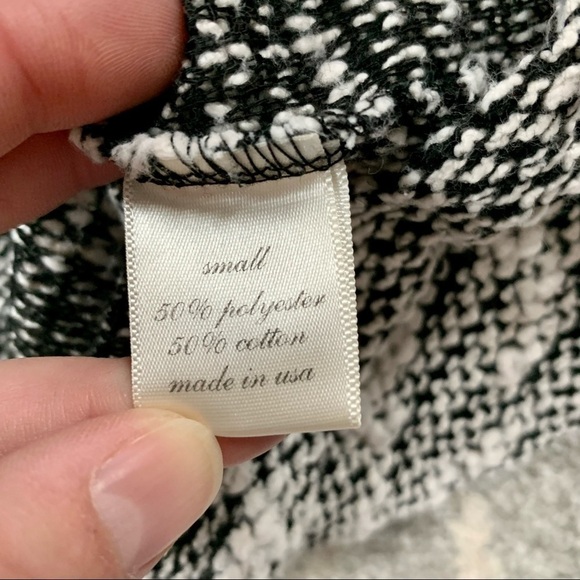 small
50% polyester
50% cotton
made in usa